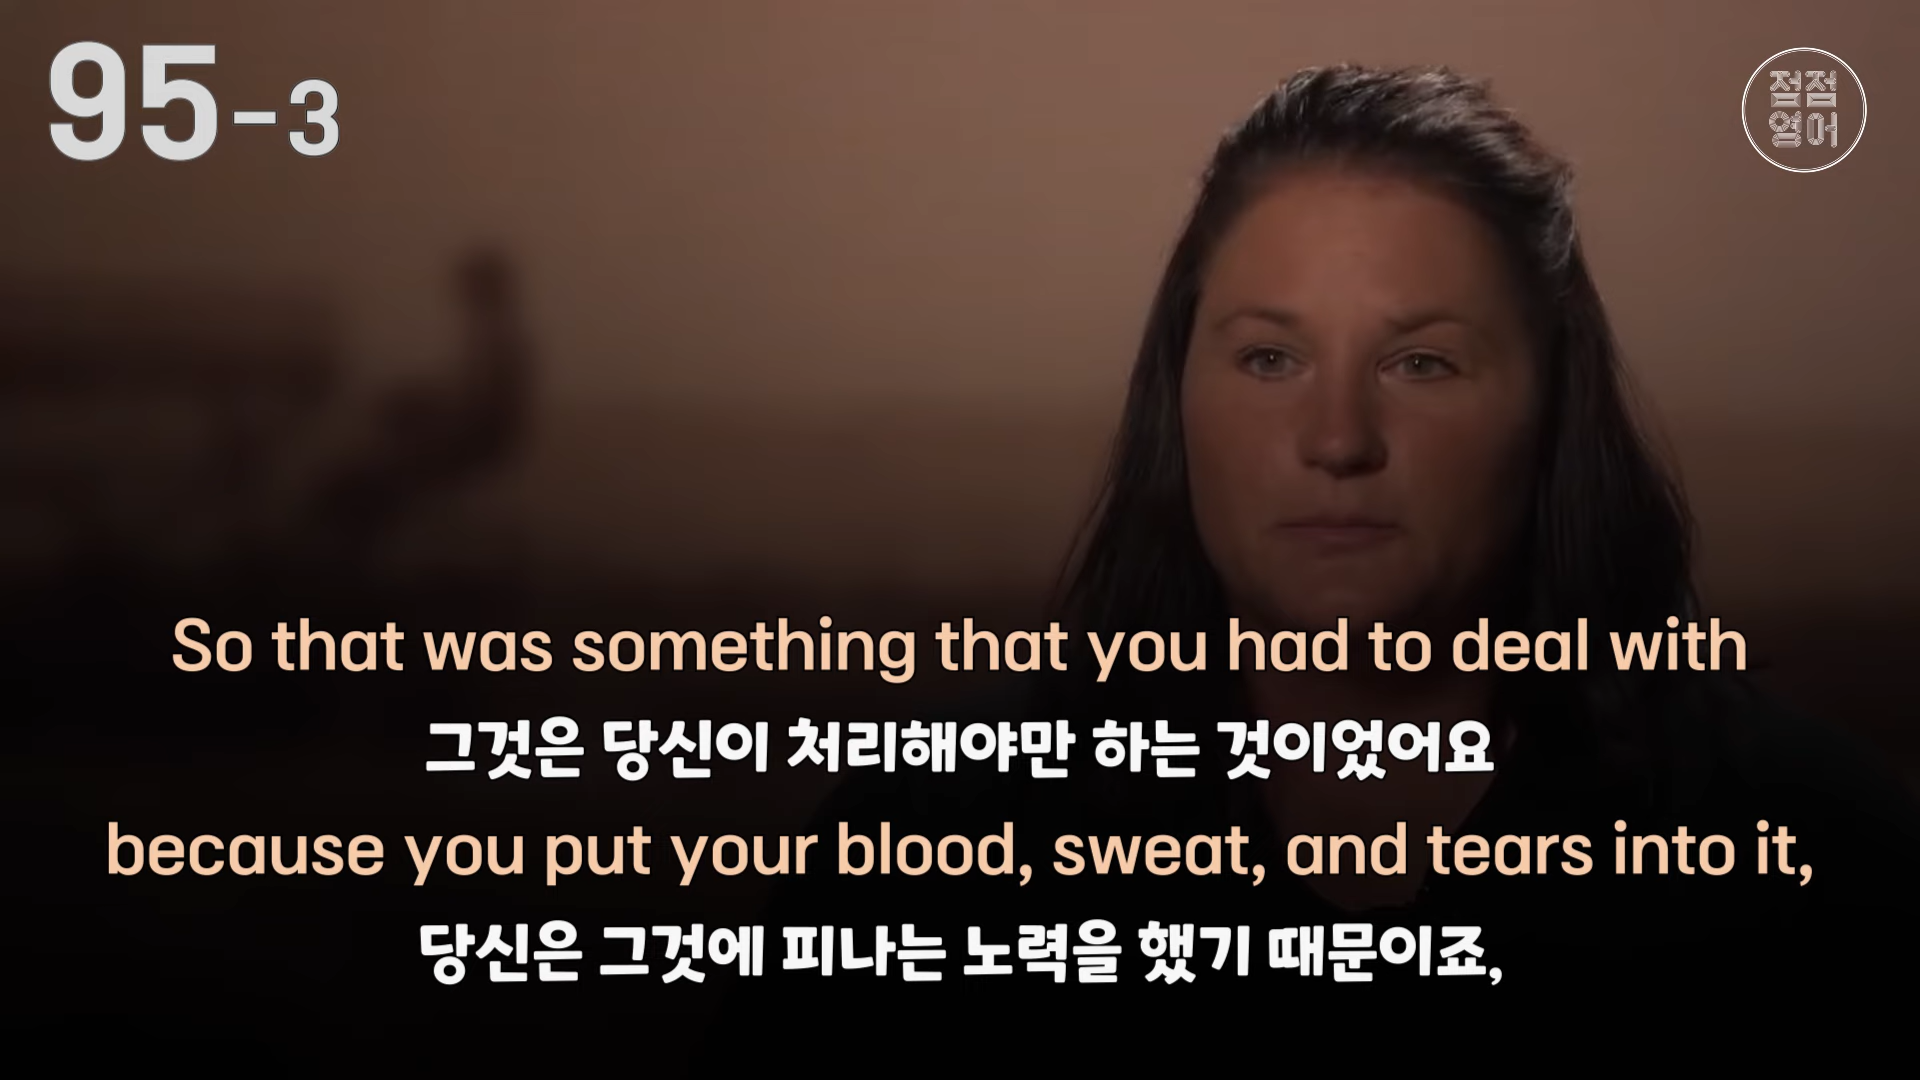 95-3
점점
영어
So that was something that you had to deal with
그것은 당신이 처리해야만 하는 것이었어요
because you put your blood, sweat, and tears into it,
당신은 그것에 피나는 노력을 했기 때문이죠,